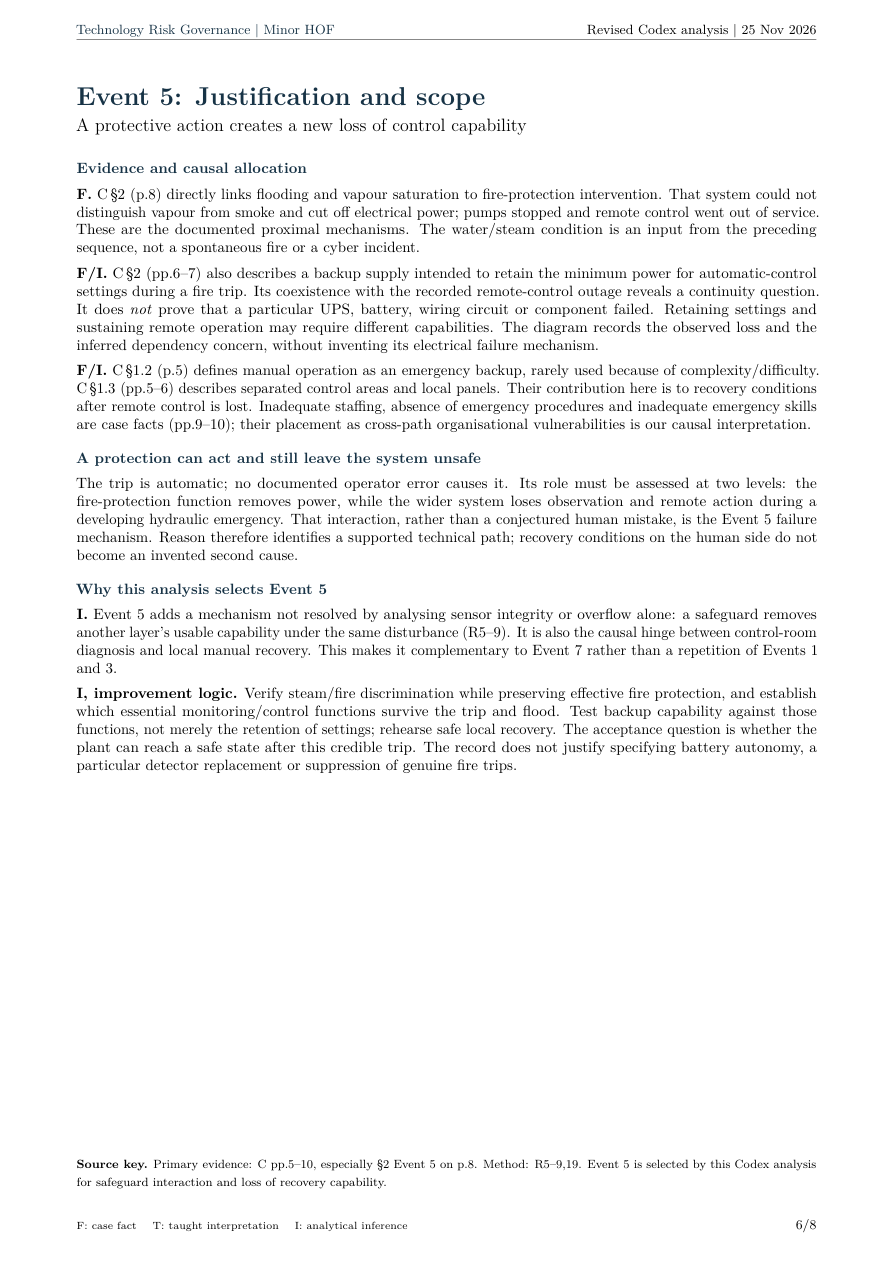 Technology Risk Governance | Minor HOF
Revised Codex analysis | 25 Nov 2026
Event 5: Justification and scope
A protective action creates a new loss of control capability
Evidence and causal allocation
F. C §2 (p.8) directly links flooding and vapour saturation to fire-protection intervention. That system could not
distinguish vapour from smoke and cut off electrical power; pumps stopped and remote control went out of service.
These are the documented proximal mechanisms. The water/steam condition is an input from the preceding
sequence, not a spontaneous fire or a cyber incident.
F/I. C §2 (pp.6–7) also describes a backup supply intended to retain the minimum power for automatic-control
settings during a fire trip. Its coexistence with the recorded remote-control outage reveals a continuity question.
It does not prove that a particular UPS, battery, wiring circuit or component failed. Retaining settings and
sustaining remote operation may require different capabilities. The diagram records the observed loss and the
inferred dependency concern, without inventing its electrical failure mechanism.
F/I. C §1.2 (p.5) defines manual operation as an emergency backup, rarely used because of complexity/difficulty.
C §1.3 (pp.5–6) describes separated control areas and local panels. Their contribution here is to recovery conditions
after remote control is lost. Inadequate staffing, absence of emergency procedures and inadequate emergency skills
are case facts (pp.9–10); their placement as cross-path organisational vulnerabilities is our causal interpretation.
A protection can act and still leave the system unsafe
The trip is automatic; no documented operator error causes it. Its role must be assessed at two levels: the
fire-protection function removes power, while the wider system loses observation and remote action during a
developing hydraulic emergency. That interaction, rather than a conjectured human mistake, is the Event 5 failure
mechanism. Reason therefore identifies a supported technical path; recovery conditions on the human side do not
become an invented second cause.
Why this analysis selects Event 5
I. Event 5 adds a mechanism not resolved by analysing sensor integrity or overflow alone: a safeguard removes
another layer's usable capability under the same disturbance (R5–9). It is also the causal hinge between control-room
diagnosis and local manual recovery. This makes it complementary to Event 7 rather than a repetition of Events 1
and 3.
I, improvement logic. Verify steam/fire discrimination while preserving effective fire protection, and establish
which essential monitoring/control functions survive the trip and flood. Test backup capability against those
functions, not merely the retention of settings; rehearse safe local recovery. The acceptance question is whether the
plant can reach a safe state after this credible trip. The record does not justify specifying battery autonomy, a
particular detector replacement or suppression of genuine fire trips.
Source key. Primary evidence: C pp.5–10, especially §2 Event 5 on p.8. Method: R5–9,19. Event 5 is selected by this Codex analysis
for safeguard interaction and loss of recovery capability.
F: case fact T: taught interpretation I: analytical inference
6/8